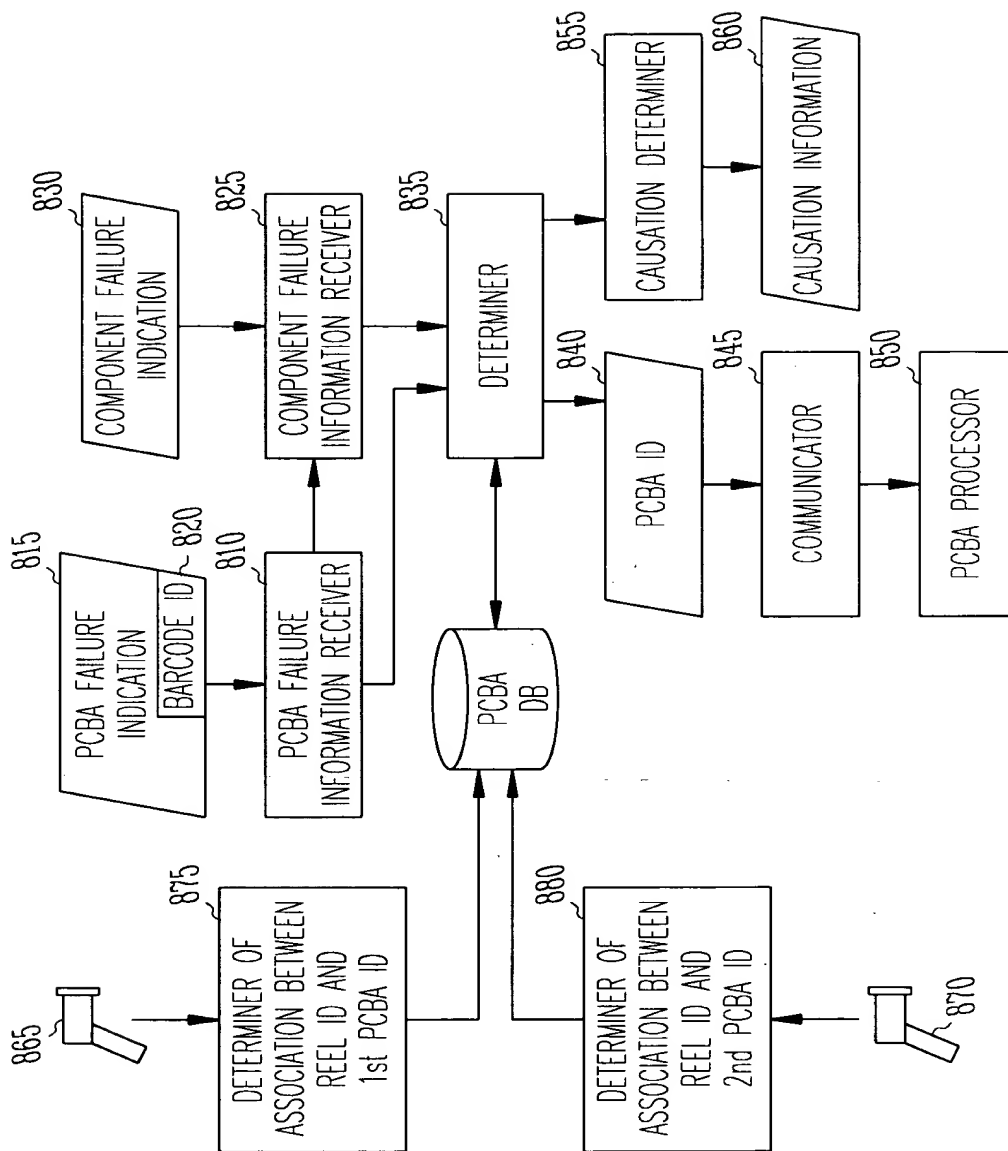 815
PCBA FAILURE
INDICATION
BARCODE ID
820
830
COMPONENT FAILURE
INDICATION
810
PCBA FAILURE
INFORMATION RECEIVER
825
COMPONENT FAILURE
INFORMATION RECEIVER
835
DETERMINER
865
875
DETERMINER OF
ASSOCIATION BETWEEN
REEL ID AND
1st PCBA ID
PCBA
DB
880
DETERMINER OF
ASSOCIATION BETWEEN
REEL ID AND
2nd PCBA ID
870
840
PCBA ID
845
COMMUNICATOR
850
PCBA PROCESSOR
855
CAUSATION DETERMINER
860
CAUSATION INFORMATION